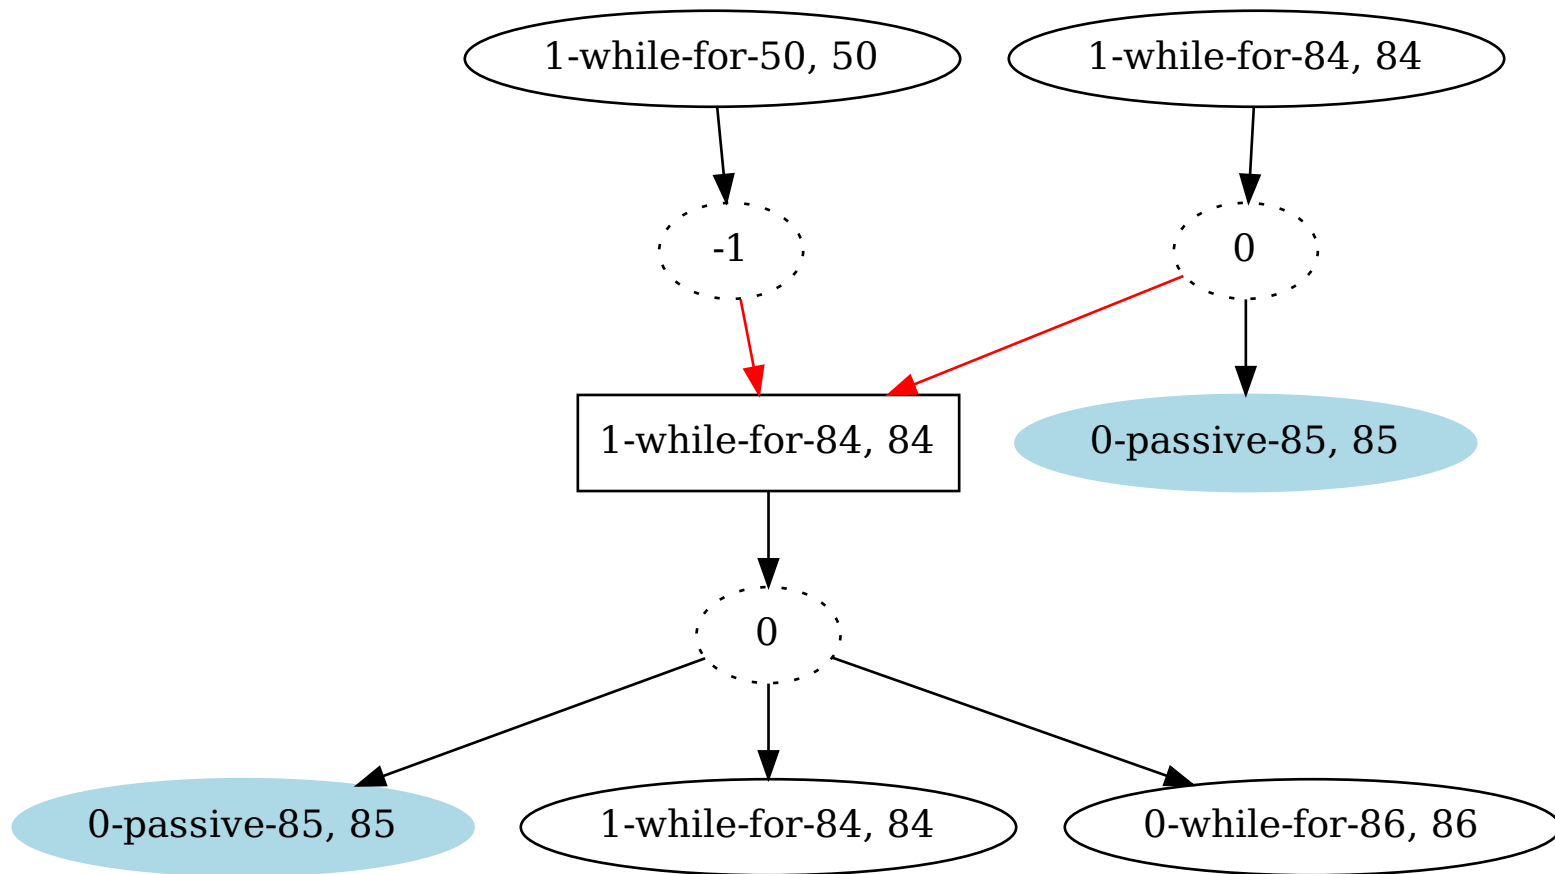 1-while-for-50, 50
1-while-for-84, 84
-1
0
1-while-for-84, 84
0-passive-85, 85
0
0-passive-85, 85
1-while-for-84, 84
0-while-for-86, 86